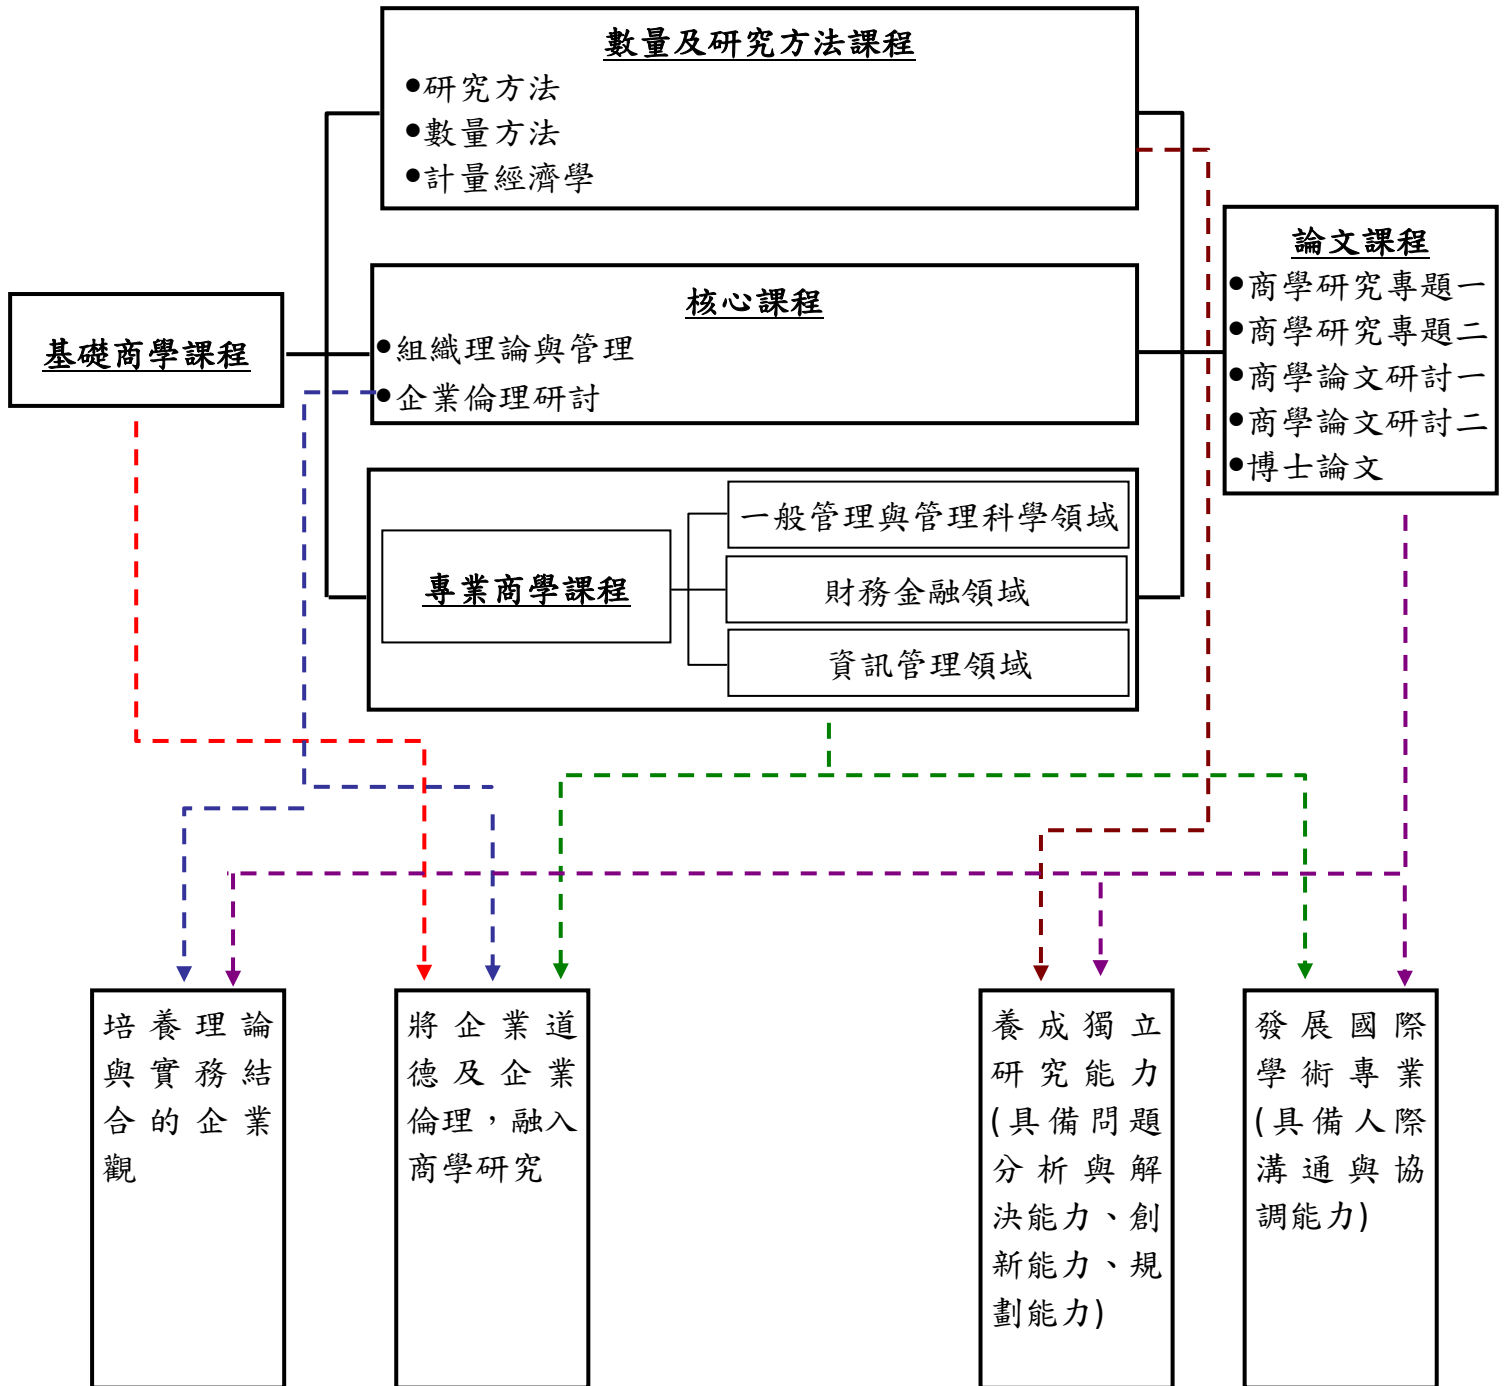 數量及研究方法課程
●研究方法
●數量方法
●計量經濟學
基礎商學課程
核心課程
●組織理論與管理
●企業倫理研討
專業商學課程
一般管理與管理科學領域
財務金融領域
資訊管理領域
論文課程
●商學研究專題一
●商學研究專題二
●商學論文研討一
●商學論文研討二
●博士論文
培養理論
與實務結
合的企業
觀
將企業道
德及企業
倫理,融入
商學研究
養成獨立
研究能力
(具備問題
分析與解
決能力、創
新能力、規
劃能力)
發展國際
學術專業
(具備人際
溝通與協
調能力)